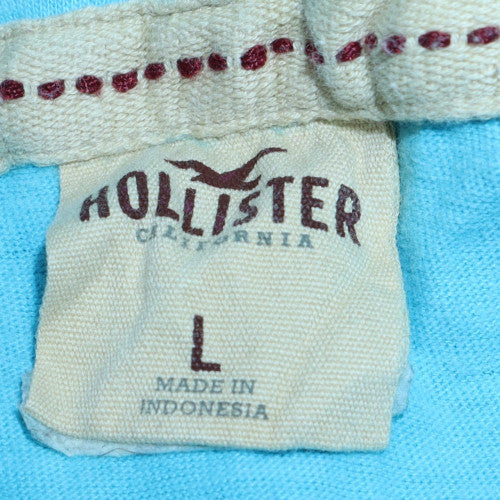 HOLLISTER
CALIFORNIA
L
MADE IN
INDONESIA